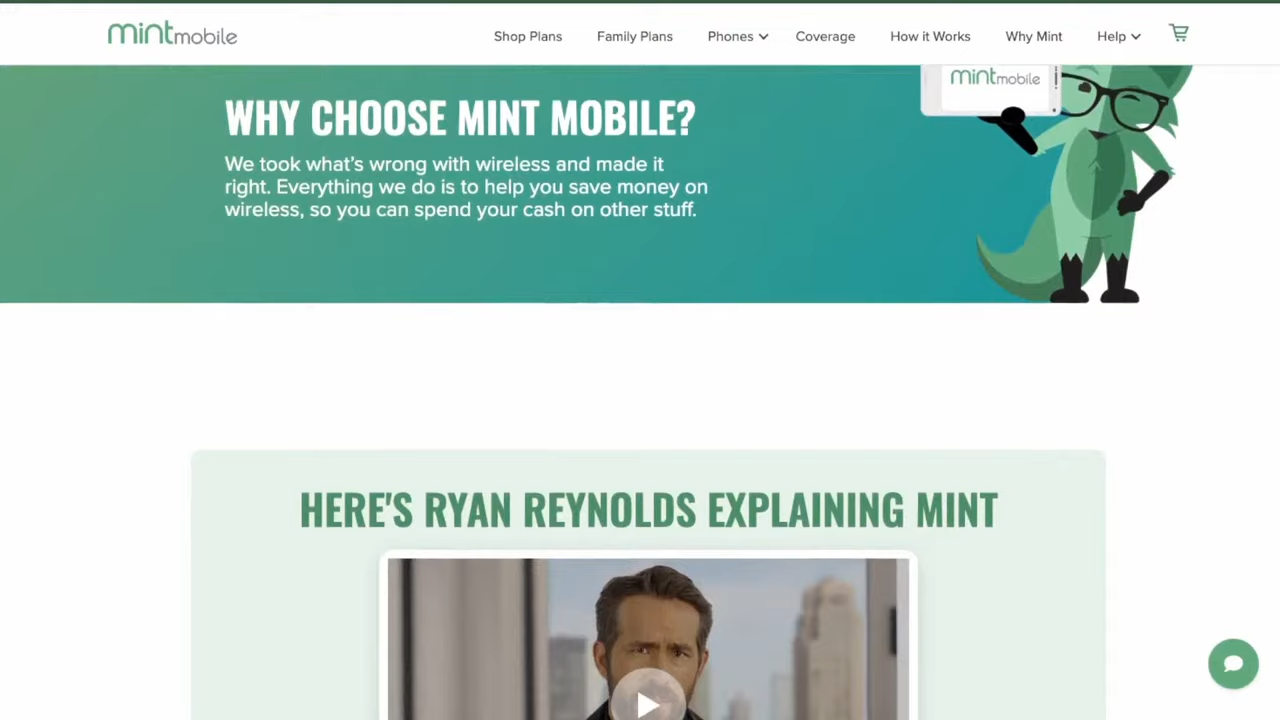 mintmobile
Shop Plans
Family Plans
Phones
Coverage
How it Works
Why Mint
Help
mintmobile
WHY CHOOSE MINT MOBILE?
We took what's wrong with wireless and made it
right. Everything we do is to help you save money on
wireless, so you can spend your cash on other stuff.
HERE'S RYAN REYNOLDS EXPLAINING MINT